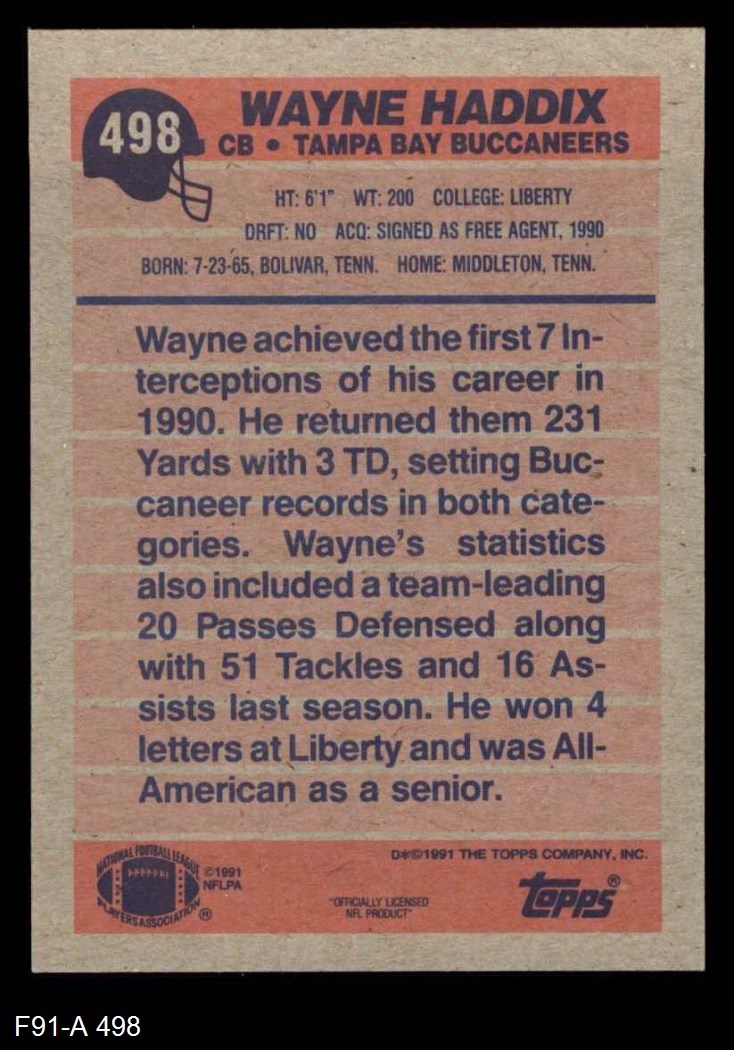 498
WAYNE HADDIX
CB • TAMPA BAY BUCCANEERS
HT: 6'1" WT: 200 COLLEGE: LIBERTY
DRFT: NO ACQ: SIGNED AS FREE AGENT, 1990
BORN: 7-23-65, BOLIVAR, TENN. HOME: MIDDLETON, TENN.
Wayne achieved the first 7 In-
terceptions of his career in
1990. He returned them 231
Yards with 3 TD, setting Buc-
caneer records in both cate-
gories. Wayne's statistics
also included a team-leading
20 Passes Defensed along
with 51 Tackles and 16 As-
sists last season. He won 4
letters at Liberty and was All-
American as a senior.
NATIONAL FOOTBALL LEAGUE
PLAYERS ASSOCIATION ®
©1991
NFLPA
"OFFICIALLY LICENSED
NFL PRODUCT"
D*©1991 THE TOPPS COMPANY, INC.
topps®
F91-A 498